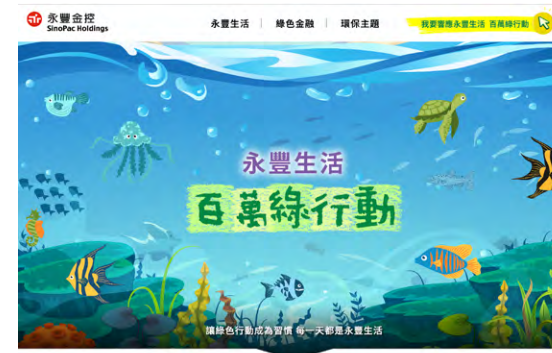 永豐金控
SinoPac Holdings
永豐生活
綠色金融
環保主題
我要響應永豐生活 百萬綠行動
永豐生活
百萬綠行動
讓綠色行動成為習慣 每一天都是永豐生活